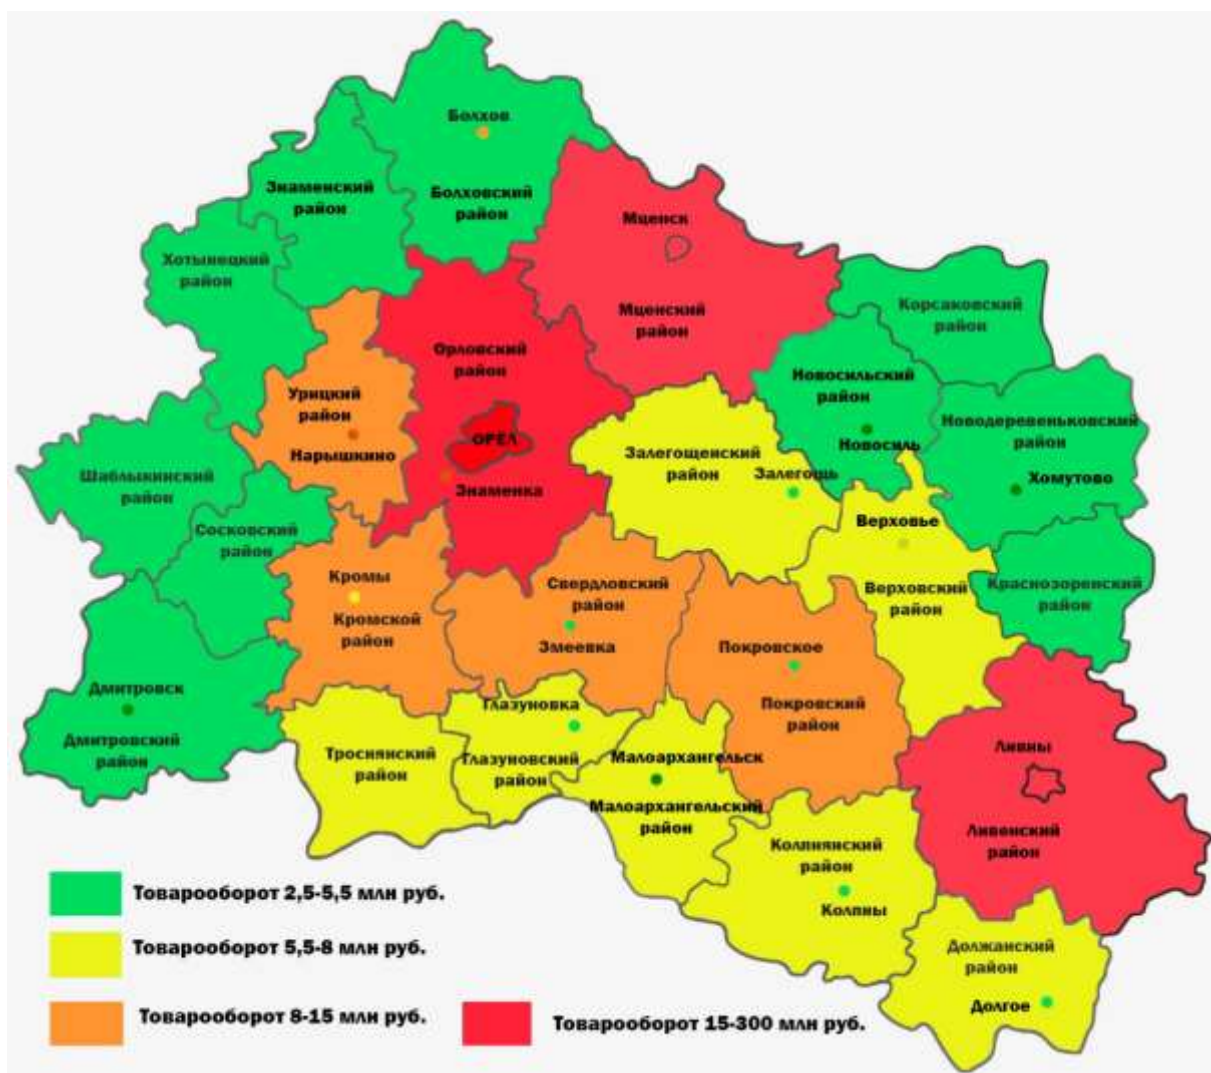 Болхов
Болховский
район
Знаменский
район
Хотынецкий
район
Мценск
Мценский
район
Корсаковский
район
Орловский
район
ОРЕЛ
Знаменка
Урицкий
район
Нарышкино
Новосильский
район
Новосиль
Новодеревеньковский
район
Хомутово
Залегощенский
район
Залегощь
Шаблыкинский
район
Сосковский
район
Верховье
Верховский
район
Краснозоренский
район
Кромы
Кромской
район
Свердловский
район
Змеевка
Покровское
Покровский
район
Дмитровск
Дмитровский
район
Троснянский
район
Глазуновка
Глазуновский
район
Малоархангельск
Малоархангельский
район
Ливны
Ливенский
район
Колпнянский
район
Колпны
Должанский
район
Долгое
Товарооборот 2,5-5,5 млн руб.
Товарооборот 5,5-8 млн руб.
Товарооборот 8-15 млн руб.
Товарооборот 15-300 млн руб.